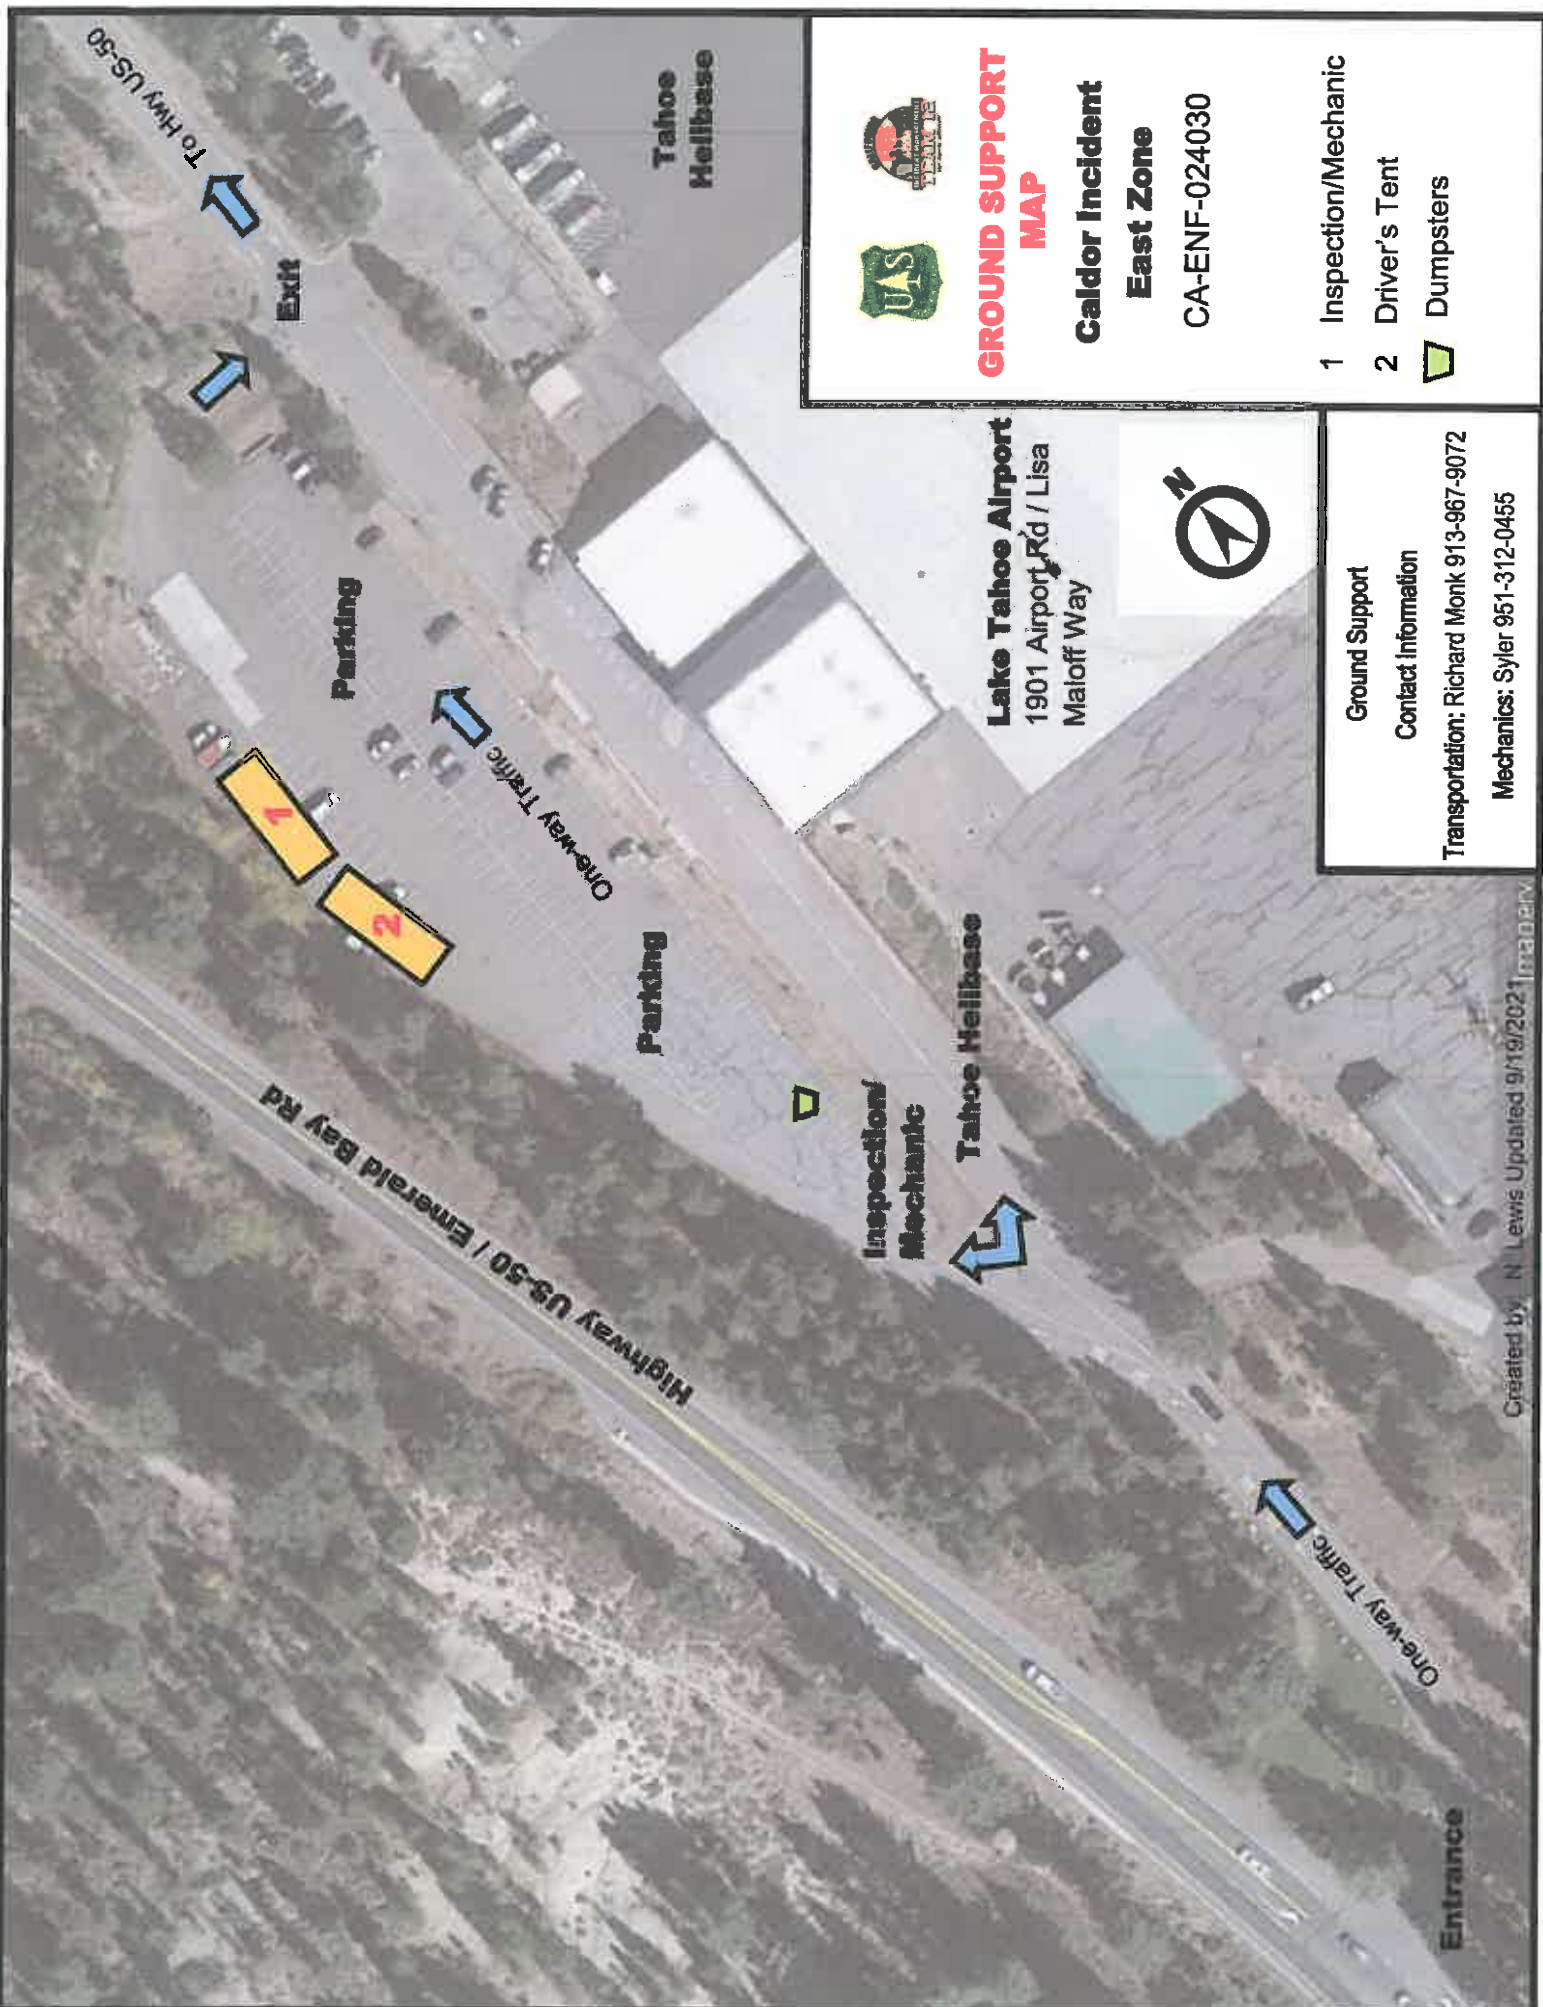 To Hwy US-50
Exit
Tahoe
Helibase
Parking
1
2
One-way Traffic
Parking
Highway US-50 / Emerald Bay Rd
Inspection/
Mechanic
Tahoe Helibase
One-way Traffic
Entrance
Lake Tahoe Airport
1901 Airport Rd / Lisa
Maloff Way
N
UAS
GROUND SUPPORT
MAP
Caldor Incident
East Zone
CA-ENF-024030
1 Inspection/Mechanic
2 Driver's Tent
Dumpsters
Ground Support
Contact Information
Transportation: Richard Monk 913-967-9072
Mechanics: Syler 951-312-0455
Created by: N Lewis Updated 9/19/2021
Imagery